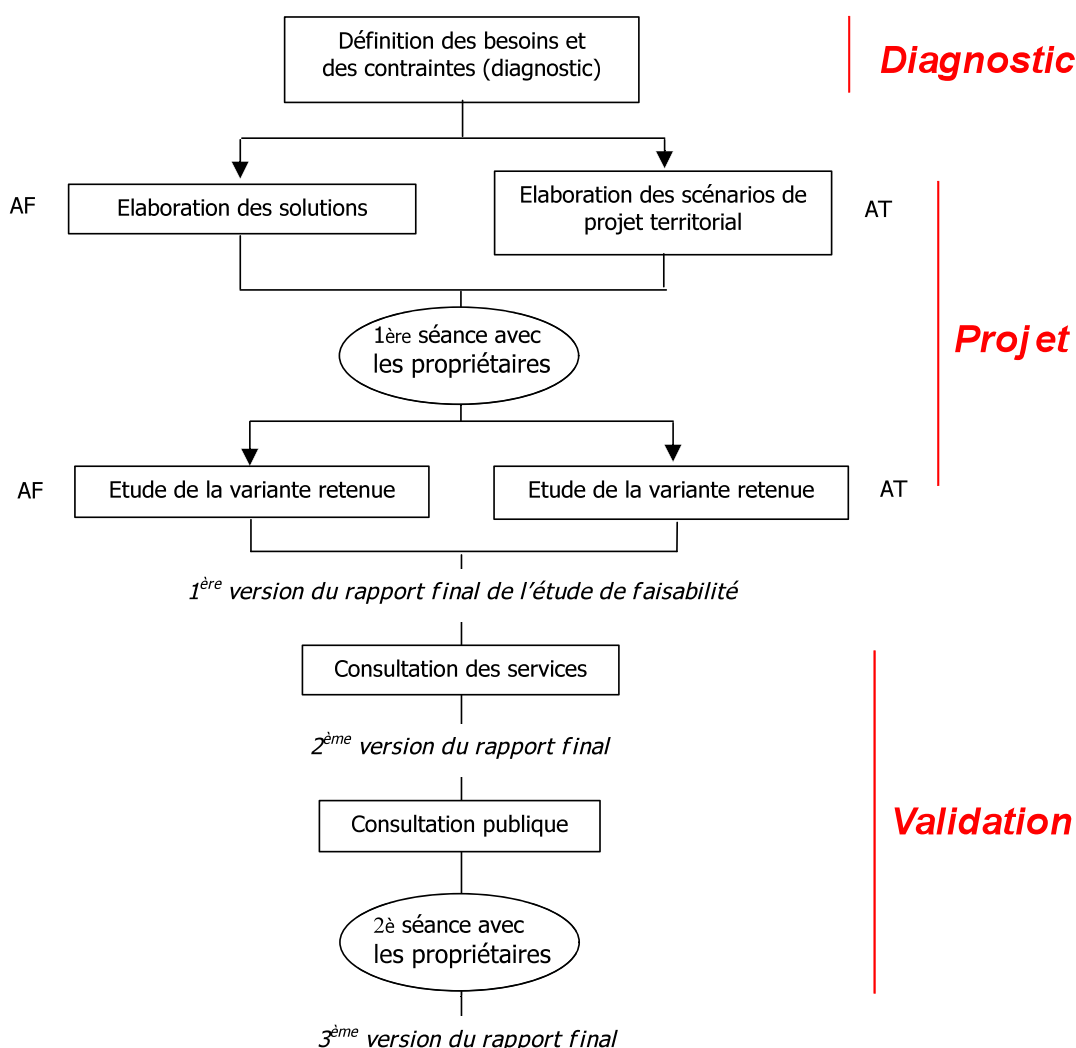 Définition des besoins et
des contraintes (diagnostic)
Diagnostic
AF
Elaboration des solutions
Elaboration des scénarios de
projet territorial
AT
1ère séance avec
les propriétaires
Projet
AF
Etude de la variante retenue
Etude de la variante retenue
AT
1ère version du rapport final de l'étude de faisabilité
Consultation des services
2ème version du rapport final
Consultation publique
Validation
2è séance avec
les propriétaires
3ème version du rapport final